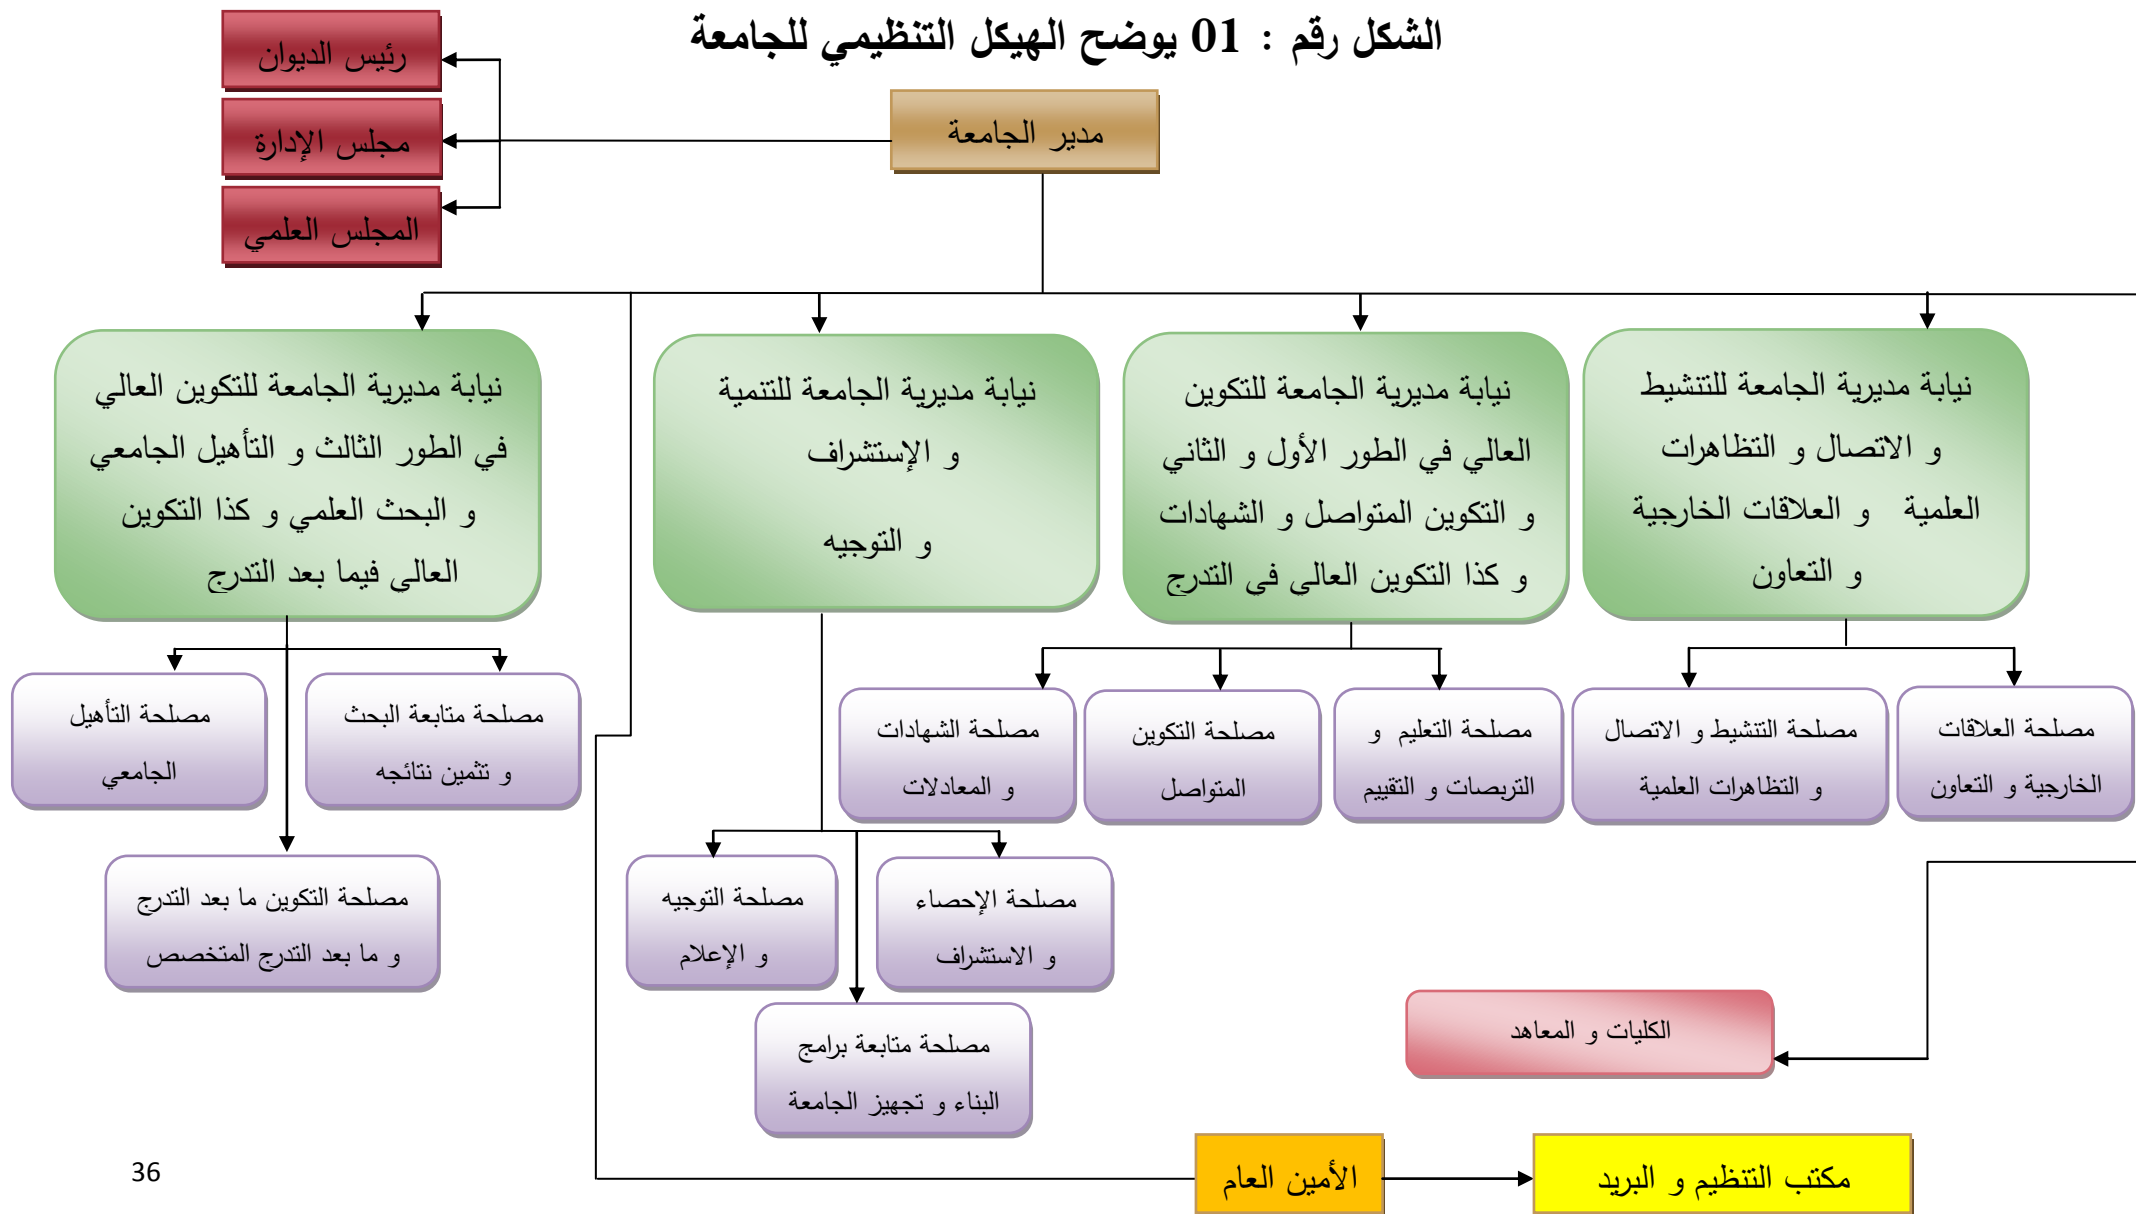 الشكل رقم : 01 يوضح الهيكل التنظيمي للجامعة
مدير الجامعة
رئيس الديوان
مجلس الإدارة
المجلس العلمي
نيابة مديرية الجامعة للتنشيط
و الاتصال و التظاهرات
العلمية و العلاقات الخارجية
و التعاون
نيابة مديرية الجامعة للتكوين
العالي في الطور الأول و الثاني
و التكوين المتواصل و الشهادات
و كذا التكوين العالي في التدرج
نيابة مديرية الجامعة للتنمية
و الإستشراف
و التوجيه
نيابة مديرية الجامعة للتكوين العالي
في الطور الثالث و التأهيل الجامعي
و البحث العلمي و كذا التكوين
العالي فيما بعد التدرج
مصلحة العلاقات
الخارجية و التعاون
مصلحة التنشيط و الاتصال
و التظاهرات العلمية
مصلحة التعليم و
التربصات و التقييم
مصلحة التكوين
المتواصل
مصلحة الشهادات
و المعادلات
مصلحة متابعة البحث
و تثمين نتائجه
مصلحة التأهيل
الجامعي
مصلحة الإحصاء
و الاستشراف
مصلحة التوجيه
و الإعلام
مصلحة التكوين ما بعد التدرج
و ما بعد التدرج المتخصص
مصلحة متابعة برامج
البناء و تجهيز الجامعة
الكليات و المعاهد
مكتب التنظيم و البريد
الأمين العام
36